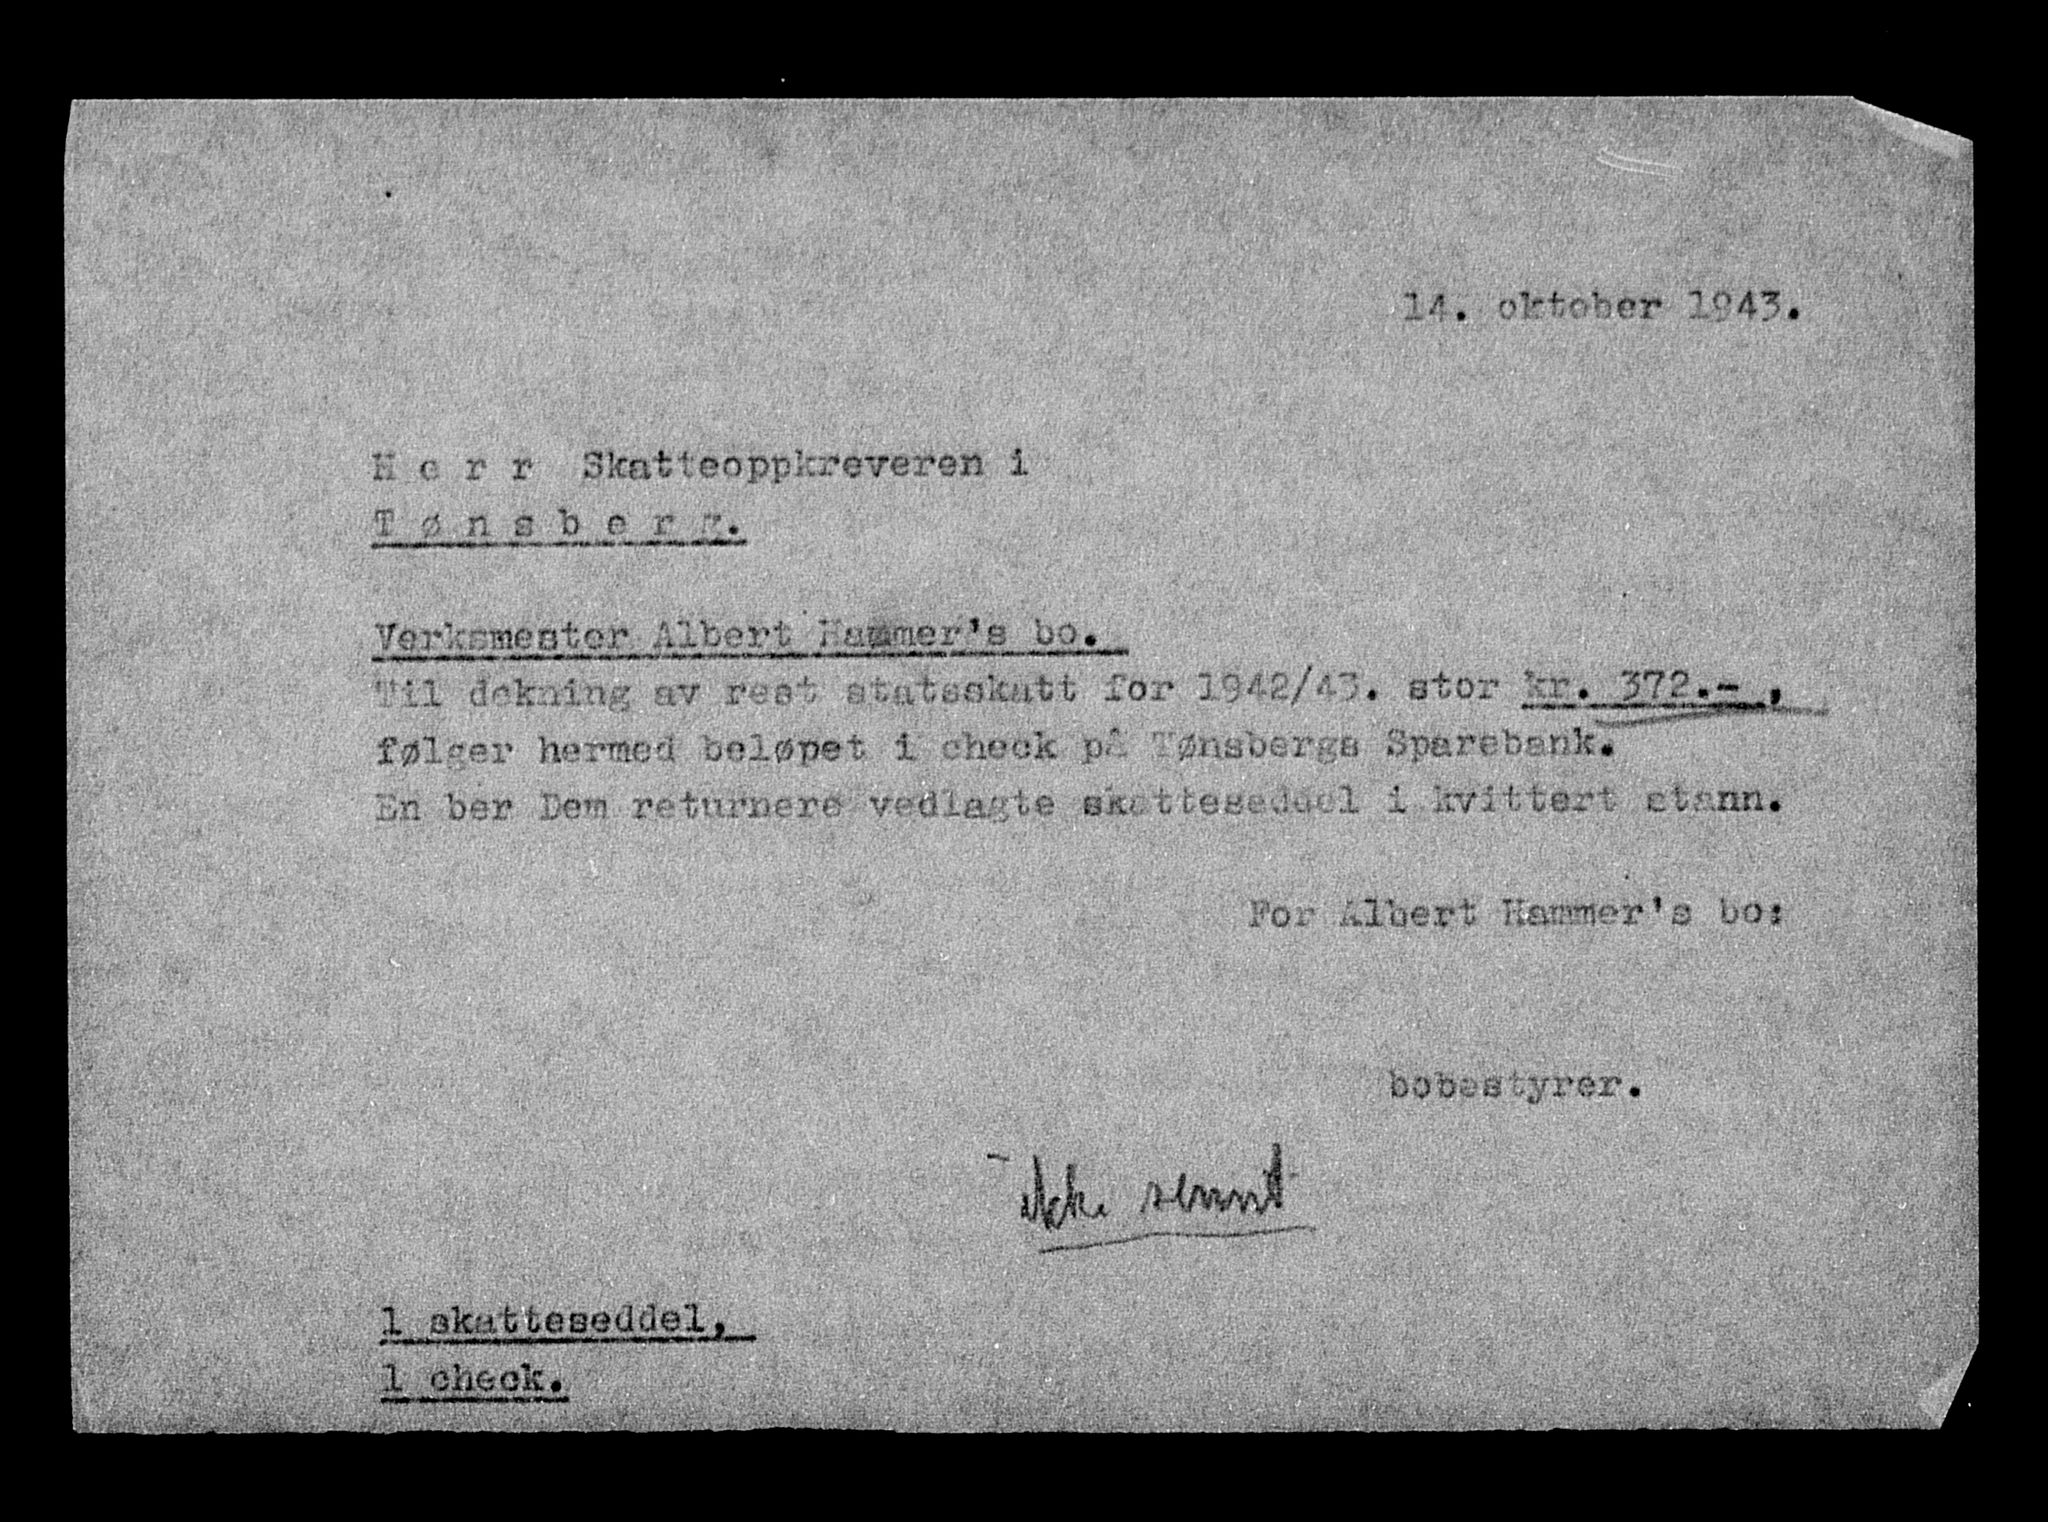 14. oktober 1943.
H e r r  Skatteoppkreveren i
T ø n s b e r g.
Verksmester Albert Hammer's bo.
Til dekning av rest statsskatt for 1942/43. stor kr. 372.- ,
følger hermed beløpet i check på Tønsbergs Sparebank.
En ber Dem returnere vedlagte skatteseddel i kvittert stann.
For Albert Hammer's bo:
bobestyrer.
ikke
1 skatteseddel,
1 check.